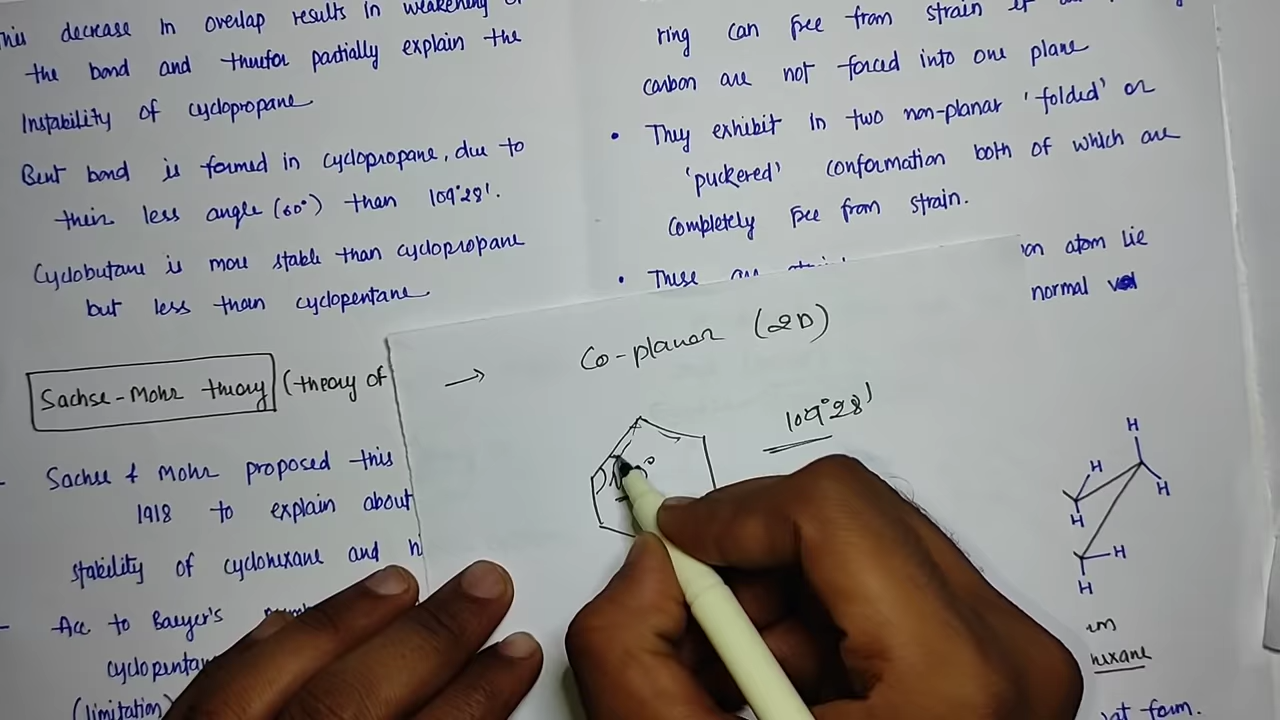 This decrease in overlap results in weakening
the bond and thuefor partially explain the
Instability of cyclopropane
Bent bond is formed in cyclopropane, due to
their less angle (60°) than 109°28'.
Cyclobutane is more stable than cyclopropane
but less than cyclopentane
Sachse-Mohr theory (theory of
- Sachse & Mohr proposed this
1918 to explain about
stability of cyclohexane and
- Acc to Baeyer's
cyclopentan
(limitation)
ring can free from strain if
carbon are not forced into one plane
• They exhibit in two non-planar 'folded' or
'puckered' conformation both of which are
completely free from strain.
• These
on atom lie
normal
→ Co-planar (2D)
109°28'
H
H
H
H
H
H
hexane
form.